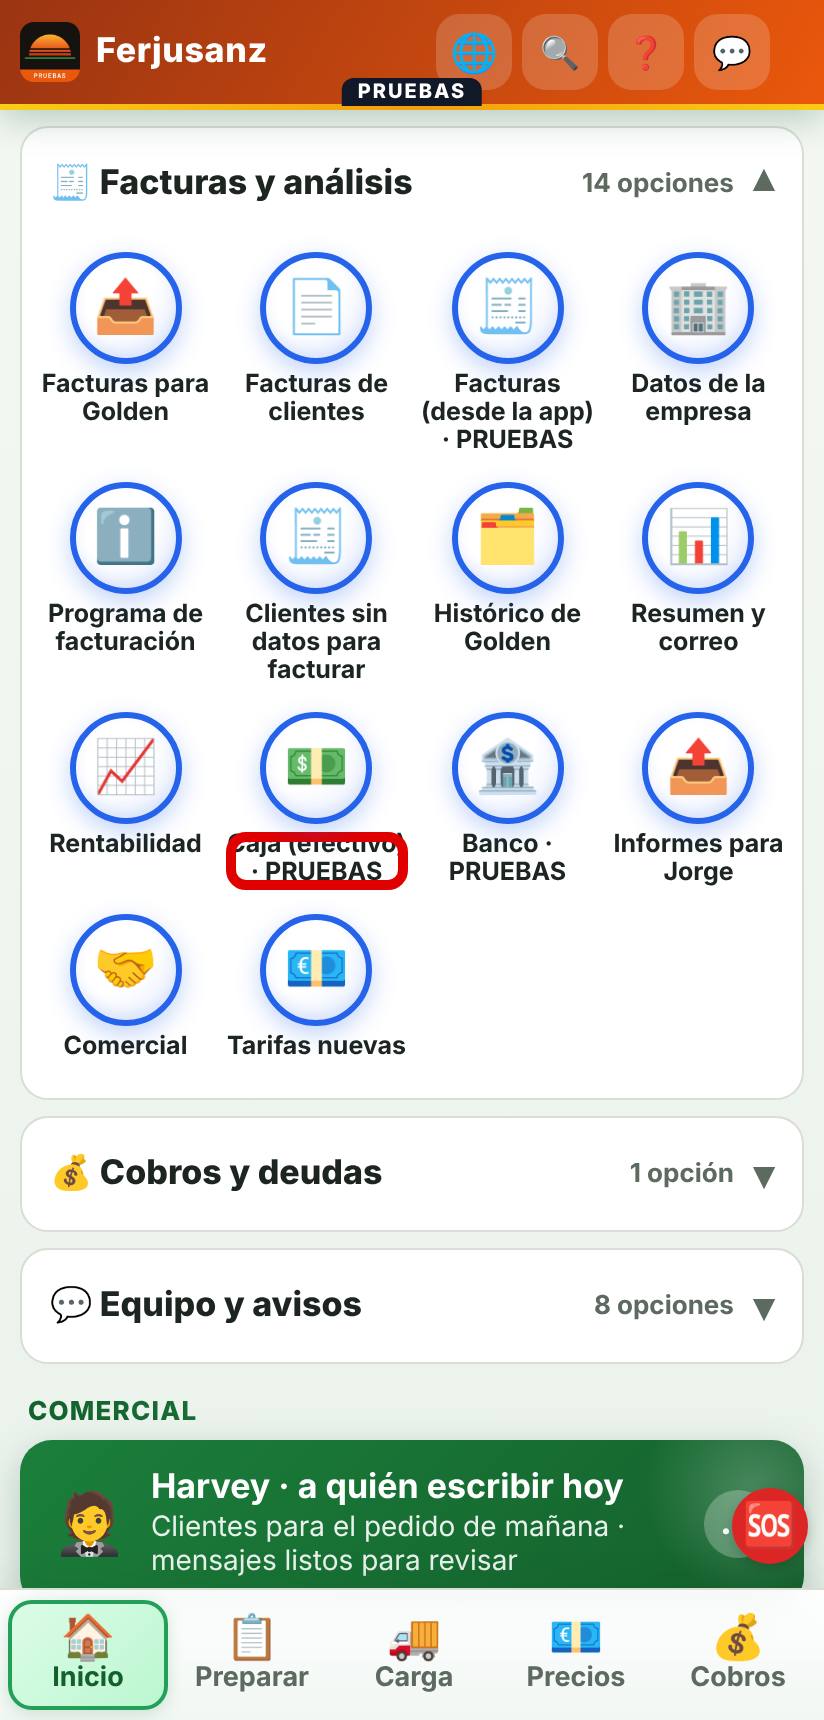 PRUEBAS
Ferjusanz
PRUEBAS
Facturas y análisis
14 opciones
Facturas para
Golden
Facturas de
clientes
Facturas
(desde la app)
· PRUEBAS
Datos de la
empresa
Programa de
facturación
Clientes sin
datos para
facturar
Histórico de
Golden
Resumen y
correo
Rentabilidad
Caja (efectivo)
· PRUEBAS
Banco ·
PRUEBAS
Informes para
Jorge
Comercial
Tarifas nuevas
Cobros y deudas
1 opción
Equipo y avisos
8 opciones
COMERCIAL
Harvey · a quién escribir hoy
Clientes para el pedido de mañana ·
mensajes listos para revisar
SOS
Inicio
Preparar
Carga
Precios
Cobros